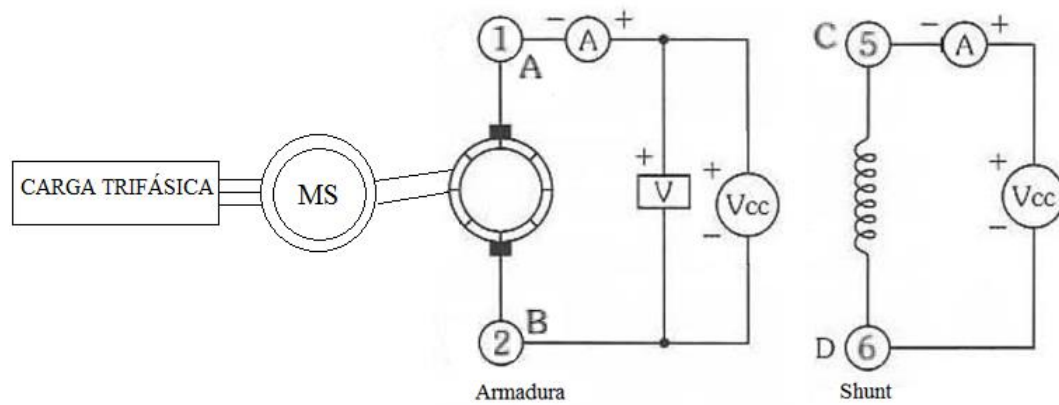 CARGA TRIFÁSICA
MS
1
A
- A +
+
V
+
Vcc
-
2
B
Armadura
C
5
- A +
+
Vcc
-
D
6
Shunt